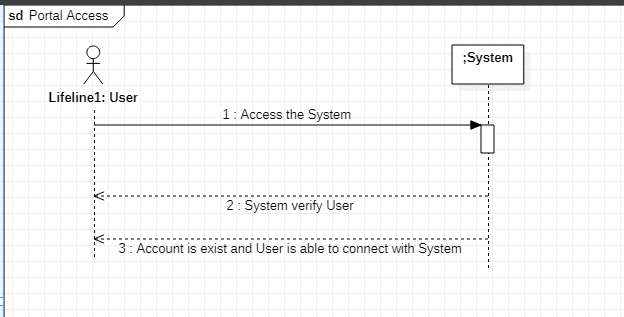 sd Portal Access
;System
Lifeline1: User
1 : Access the System
2 : System verify User
3 : Account is exist and User is able to connect with System